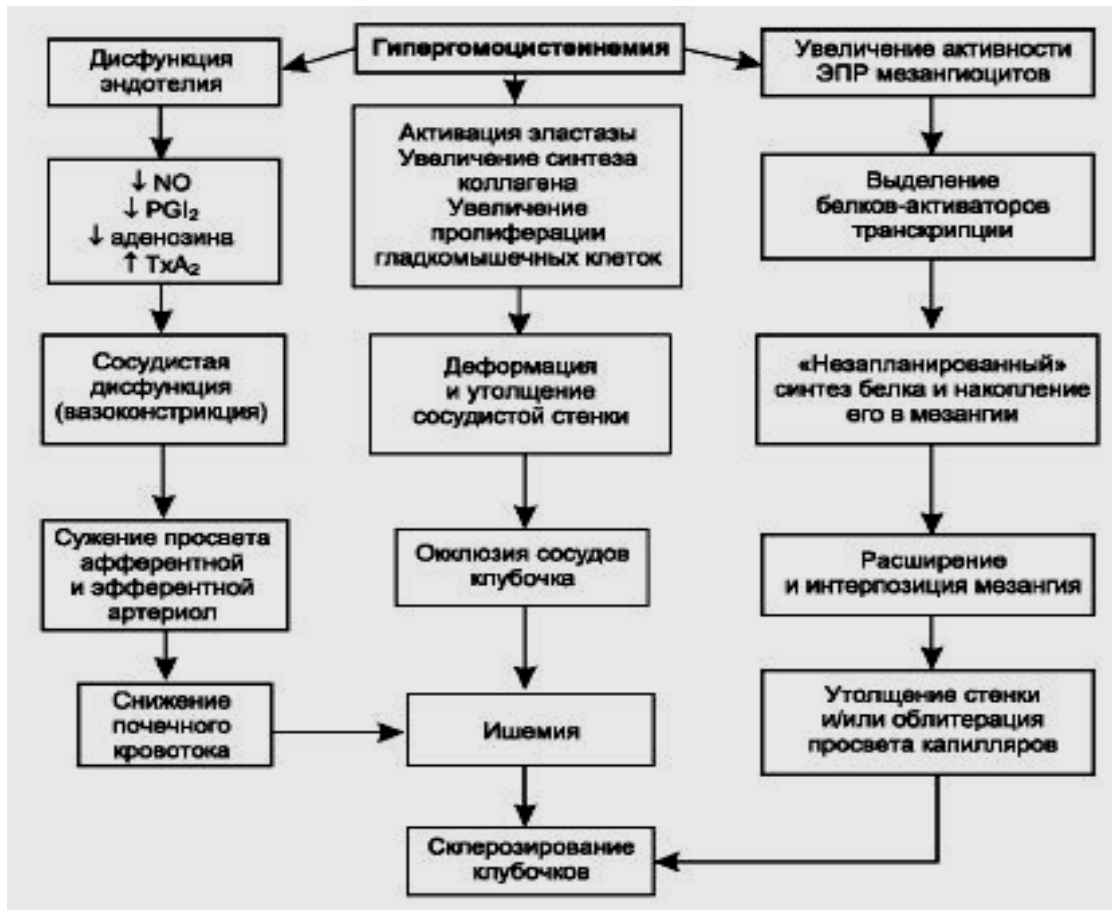 Гипергомоцистеинемия
Дисфункция
эндотелия
↓ NO
↓ PGI₂
↓ аденозина
↑ TxA₂
Сосудистая
дисфункция
(вазоконстрикция)
Сужение просвета
афферентной
и эфферентной
артериол
Снижение
почечного
кровотока
Активация эластазы
Увеличение синтеза
коллагена
Увеличение
пролиферации
гладкомышечных клеток
Деформация
и утолщение
сосудистой стенки
Окклюзия сосудов
клубочка
Ишемия
Склерозирование
клубочков
Увеличение активности
ЭПР мезангиоцитов
Выделение
белков-активаторов
транскрипции
«Незапланированный»
синтез белка и накопление
его в мезангии
Расширение
и интерпозиция мезангия
Утолщение стенки
и/или облитерация
просвета капилляров